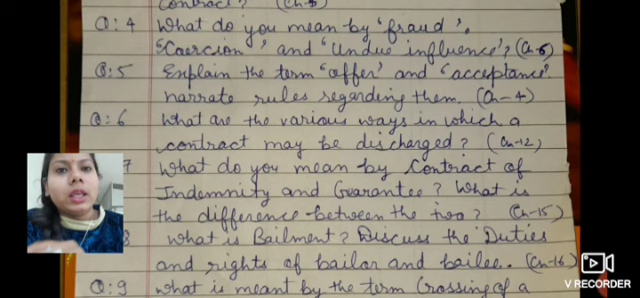 contract? (Ch-5)
Q:4 What do you mean by 'fraud',
'Coercion' and 'Undue influence'? (Ch-6)
Q:5 Explain the term 'offer' and 'acceptance'.
narrate rules regarding them. (Ch-4)
Q:6 What are the various ways in which a
contract may be discharged? (Ch-12)
7 What do you mean by Contract of
Indemnity and Gearantee? What is
the difference between the two? (Ch-15)
8 What is Bailment? Discuss the Duties
and rights of bailor and bailee. (Ch-16)
Q:9 what is meant by the term Crossing of a
V RECORDER